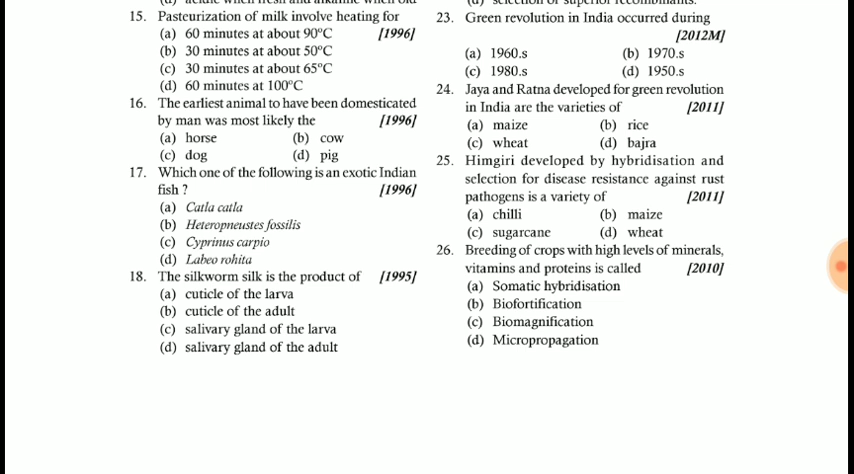 15. Pasteurization of milk involve heating for
(a) 60 minutes at about 90°C [1996]
(b) 30 minutes at about 50°C
(c) 30 minutes at about 65°C
(d) 60 minutes at 100°C
16. The earliest animal to have been domesticated
by man was most likely the [1996]
(a) horse (b) cow
(c) dog (d) pig
17. Which one of the following is an exotic Indian
fish ? [1996]
(a) Catla catla
(b) Heteropneustes fossilis
(c) Cyprinus carpio
(d) Labeo rohita
18. The silkworm silk is the product of [1995]
(a) cuticle of the larva
(b) cuticle of the adult
(c) salivary gland of the larva
(d) salivary gland of the adult
23. Green revolution in India occurred during
[2012M]
(a) 1960.s (b) 1970.s
(c) 1980.s (d) 1950.s
24. Jaya and Ratna developed for green revolution
in India are the varieties of [2011]
(a) maize (b) rice
(c) wheat (d) bajra
25. Himgiri developed by hybridisation and
selection for disease resistance against rust
pathogens is a variety of [2011]
(a) chilli (b) maize
(c) sugarcane (d) wheat
26. Breeding of crops with high levels of minerals,
vitamins and proteins is called [2010]
(a) Somatic hybridisation
(b) Biofortification
(c) Biomagnification
(d) Micropropagation